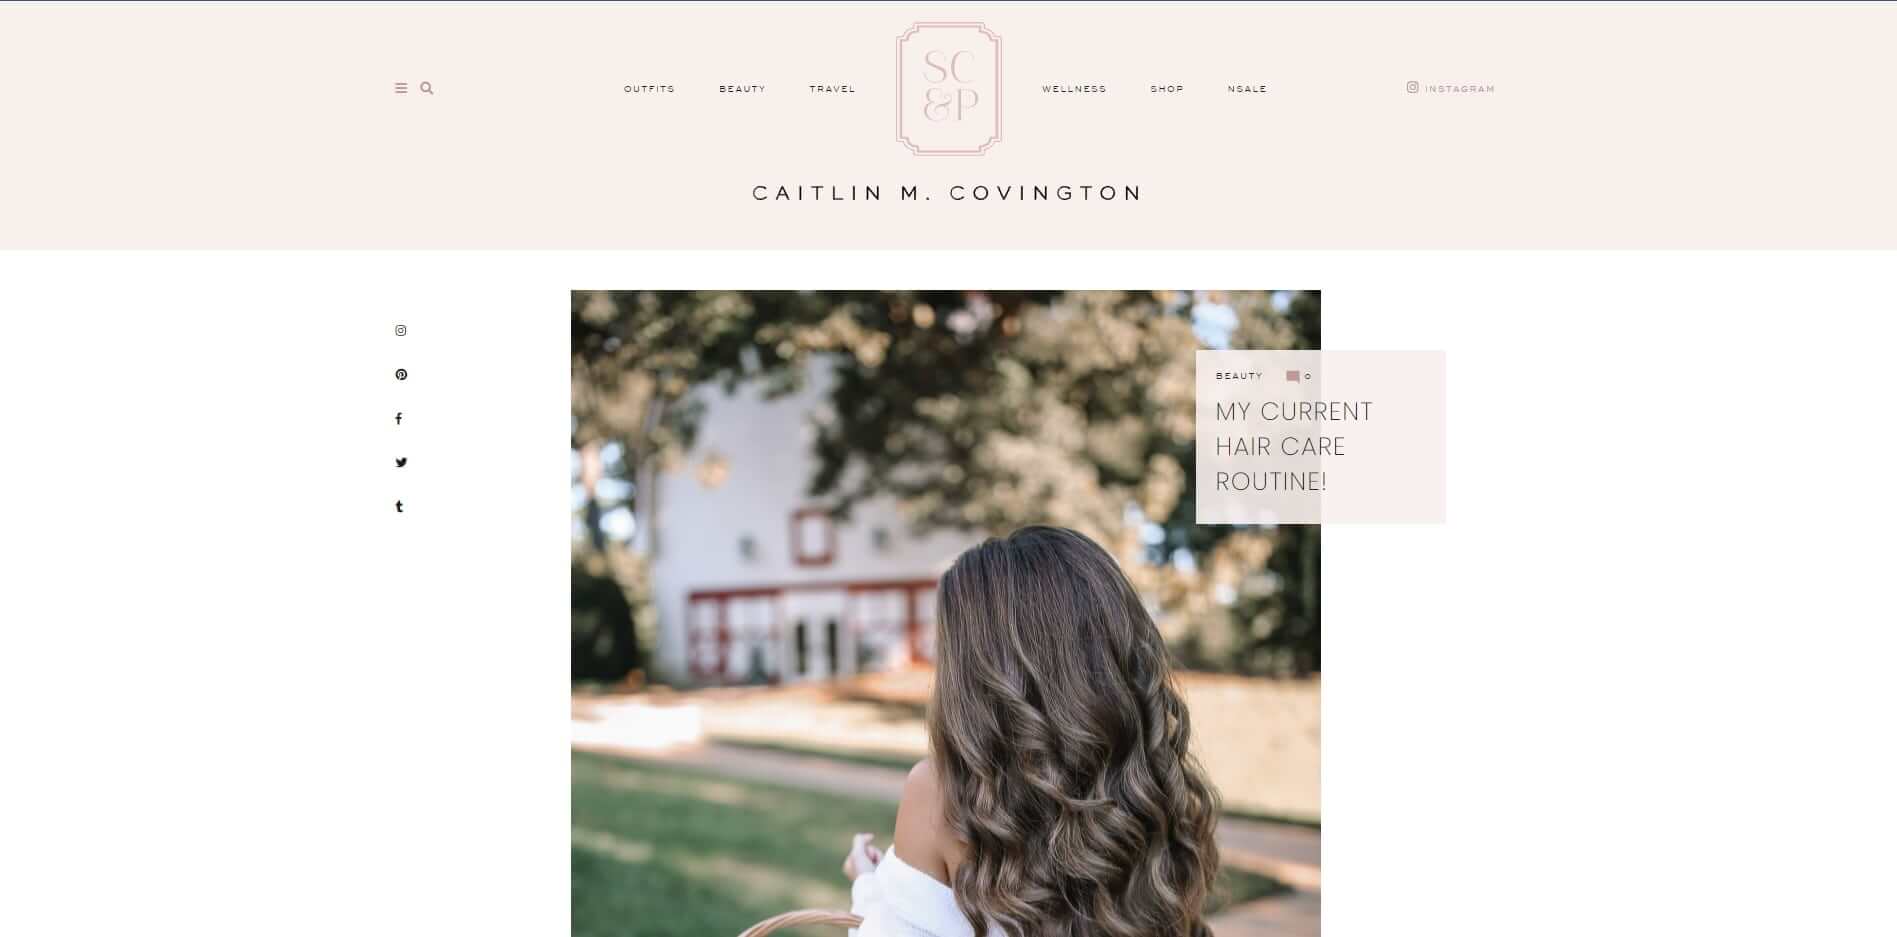 OUTFITS BEAUTY TRAVEL
SC
&P
WELLNESS SHOP NSALE
INSTAGRAM
CAITLIN M. COVINGTON
BEAUTY 0
MY CURRENT
HAIR CARE
ROUTINE!